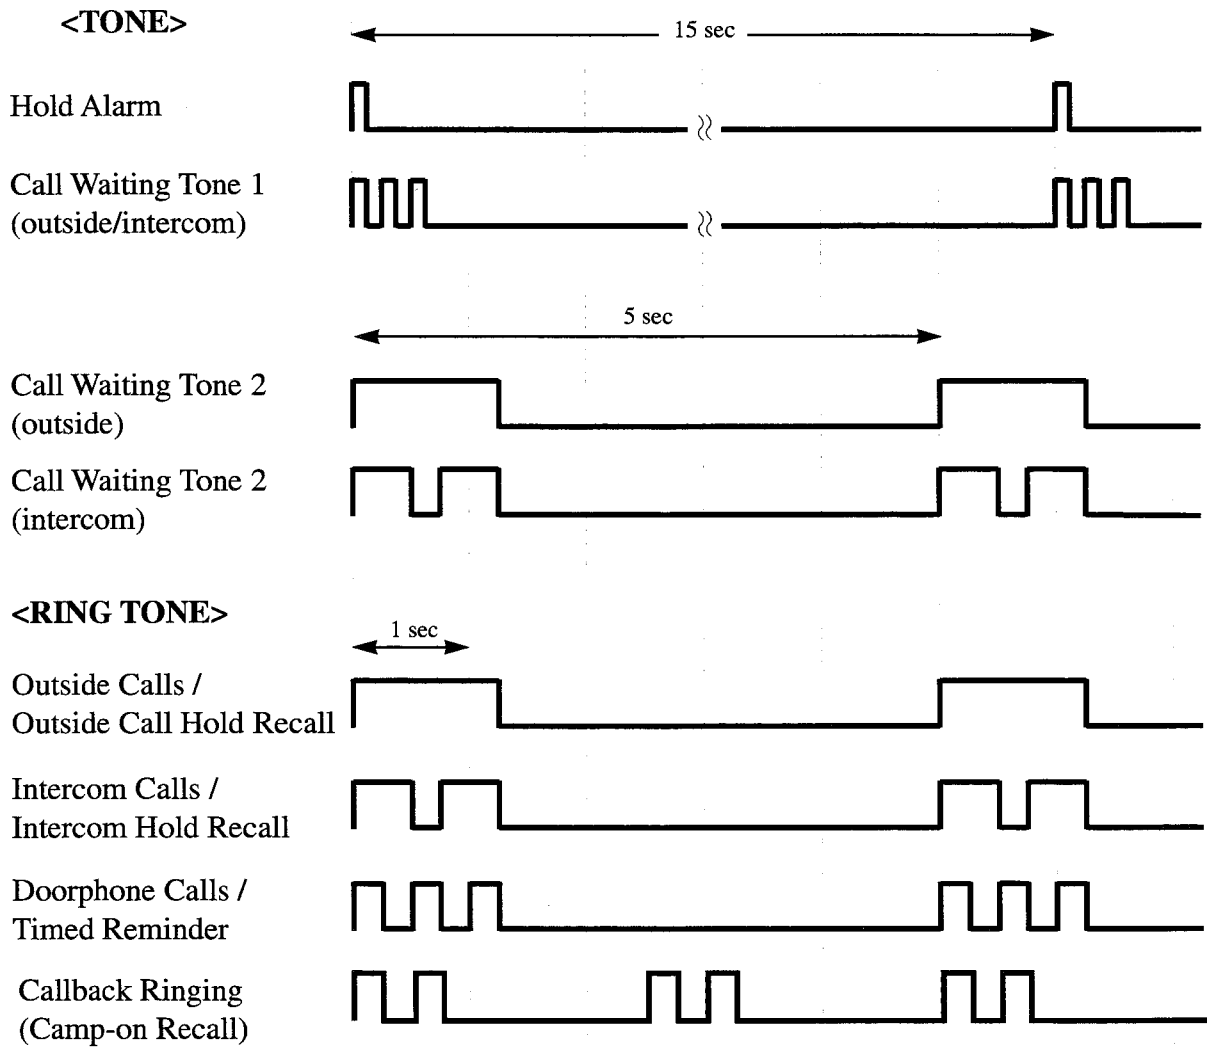 <TONE>
15 sec
Hold Alarm
Call Waiting Tone 1
(outside/intercom)
5 sec
Call Waiting Tone 2
(outside)
Call Waiting Tone 2
(intercom)
<RING TONE>
1 sec
Outside Calls /
Outside Call Hold Recall
Intercom Calls /
Intercom Hold Recall
Doorphone Calls /
Timed Reminder
Callback Ringing
(Camp-on Recall)